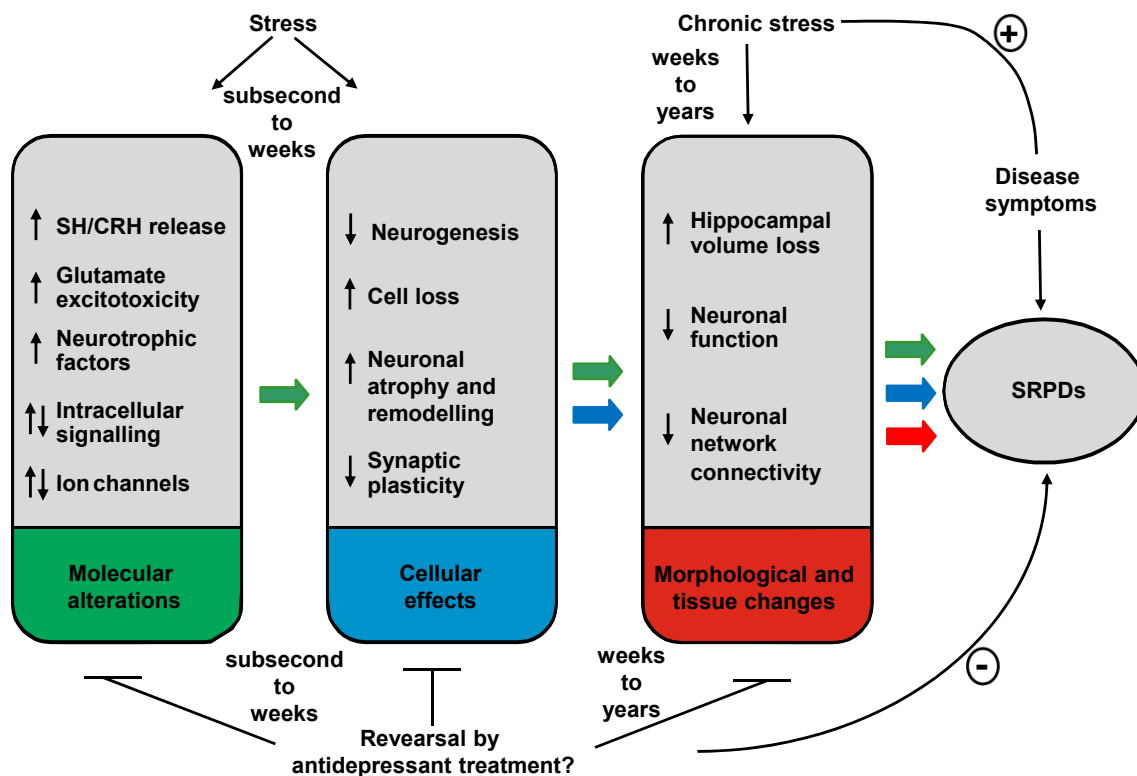 Stress
subsecond
to
weeks
Chronic stress
weeks
to
years
+
Disease
symptoms
↑ SH/CRH release
↑ Glutamate
excitotoxicity
↑ Neurotrophic
factors
↑↓ Intracellular
signalling
↑↓ Ion channels
Molecular
alterations
↓ Neurogenesis
↑ Cell loss
↑ Neuronal
atrophy and
remodelling
↓ Synaptic
plasticity
Cellular
effects
↑ Hippocampal
volume loss
↓ Neuronal
function
↓ Neuronal
network
connectivity
Morphological and
tissue changes
SRPDs
subsecond
to
weeks
weeks
to
years
-
Revearsal by
antidepressant treatment?